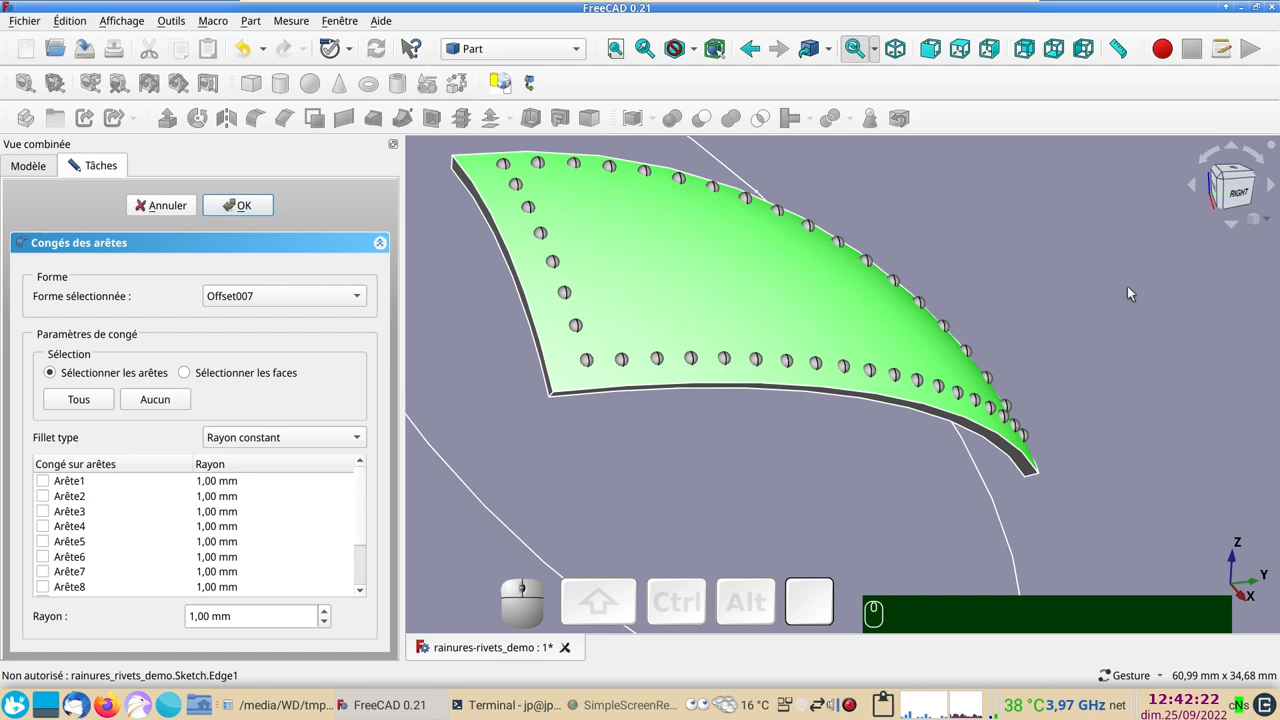 FreeCAD 0.21
Fichier Édition Affichage Outils Macro Part Mesure Fenêtre Aide
Part
Vue combinée
Modèle Tâches
Annuler OK
Congés des arêtes
Forme
Forme sélectionnée : Offset007
Paramètres de congé
Sélection
Sélectionner les arêtes Sélectionner les faces
Tous Aucun
Fillet type Rayon constant
Congé sur arêtes Rayon
Arête1 1,00 mm
Arête2 1,00 mm
Arête3 1,00 mm
Arête4 1,00 mm
Arête5 1,00 mm
Arête6 1,00 mm
Arête7 1,00 mm
Arête8 1,00 mm
Rayon : 1,00 mm
RIGHT
Z
Y
X
Ctrl Alt
rainures-rivets_demo : 1*
Non autorisé : rainures_rivets_demo.Sketch.Edge1
Gesture 60,99 mm x 34,68 mm
/media/WD/tmp... FreeCAD 0.21 Terminal - jp@jp... SimpleScreenRe... 16 °C 38 °C 3,97 GHz net 12:42:22
dim.25/09/2022
cNs